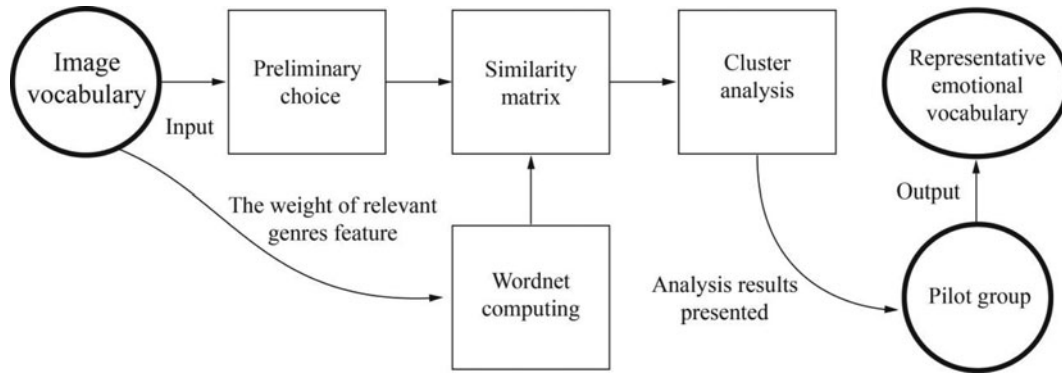 Image
vocabulary
Input
Preliminary
choice
Similarity
matrix
Cluster
analysis
Representative
emotional
vocabulary
The weight of relevant
genres feature
Wordnet
computing
Analysis results
presented
Output
Pilot group